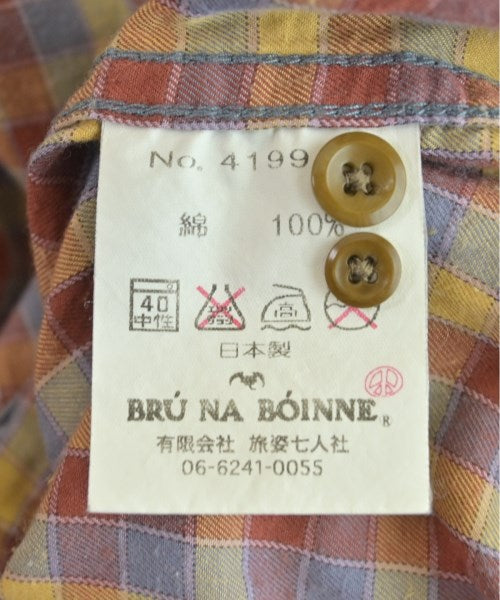 No. 4199
綿 100%
40
中性
高
日本製
BRÚ NA BÓINNE®
有限会社 旅姿七人社
06-6241-0055